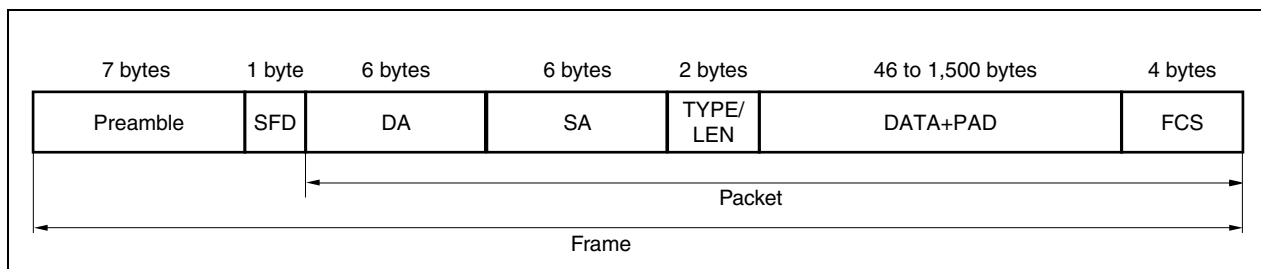 7 bytes 1 byte 6 bytes 6 bytes 2 bytes 46 to 1,500 bytes 4 bytes
Preamble SFD DA SA TYPE/ LEN DATA+PAD FCS
Packet
Frame